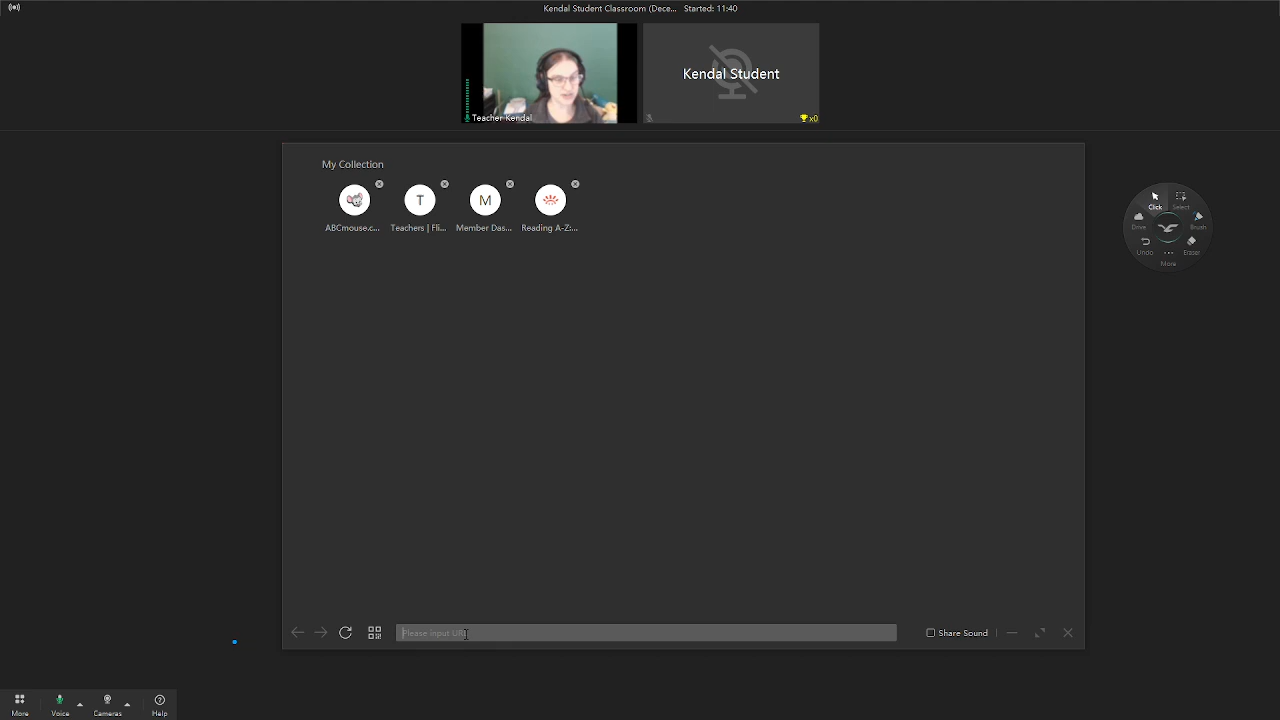 Kendal Student Classroom (Dece... Started: 11:40
Teacher Kendal
Kendal Student
x0
My Collection
T
M
ABCmouse.c...
Teachers | Fli...
Member Das...
Reading A-Z:...
Click
Select
Drive
Brush
Undo
Eraser
More
Please input URL
Share Sound
More
Voice
Cameras
Help